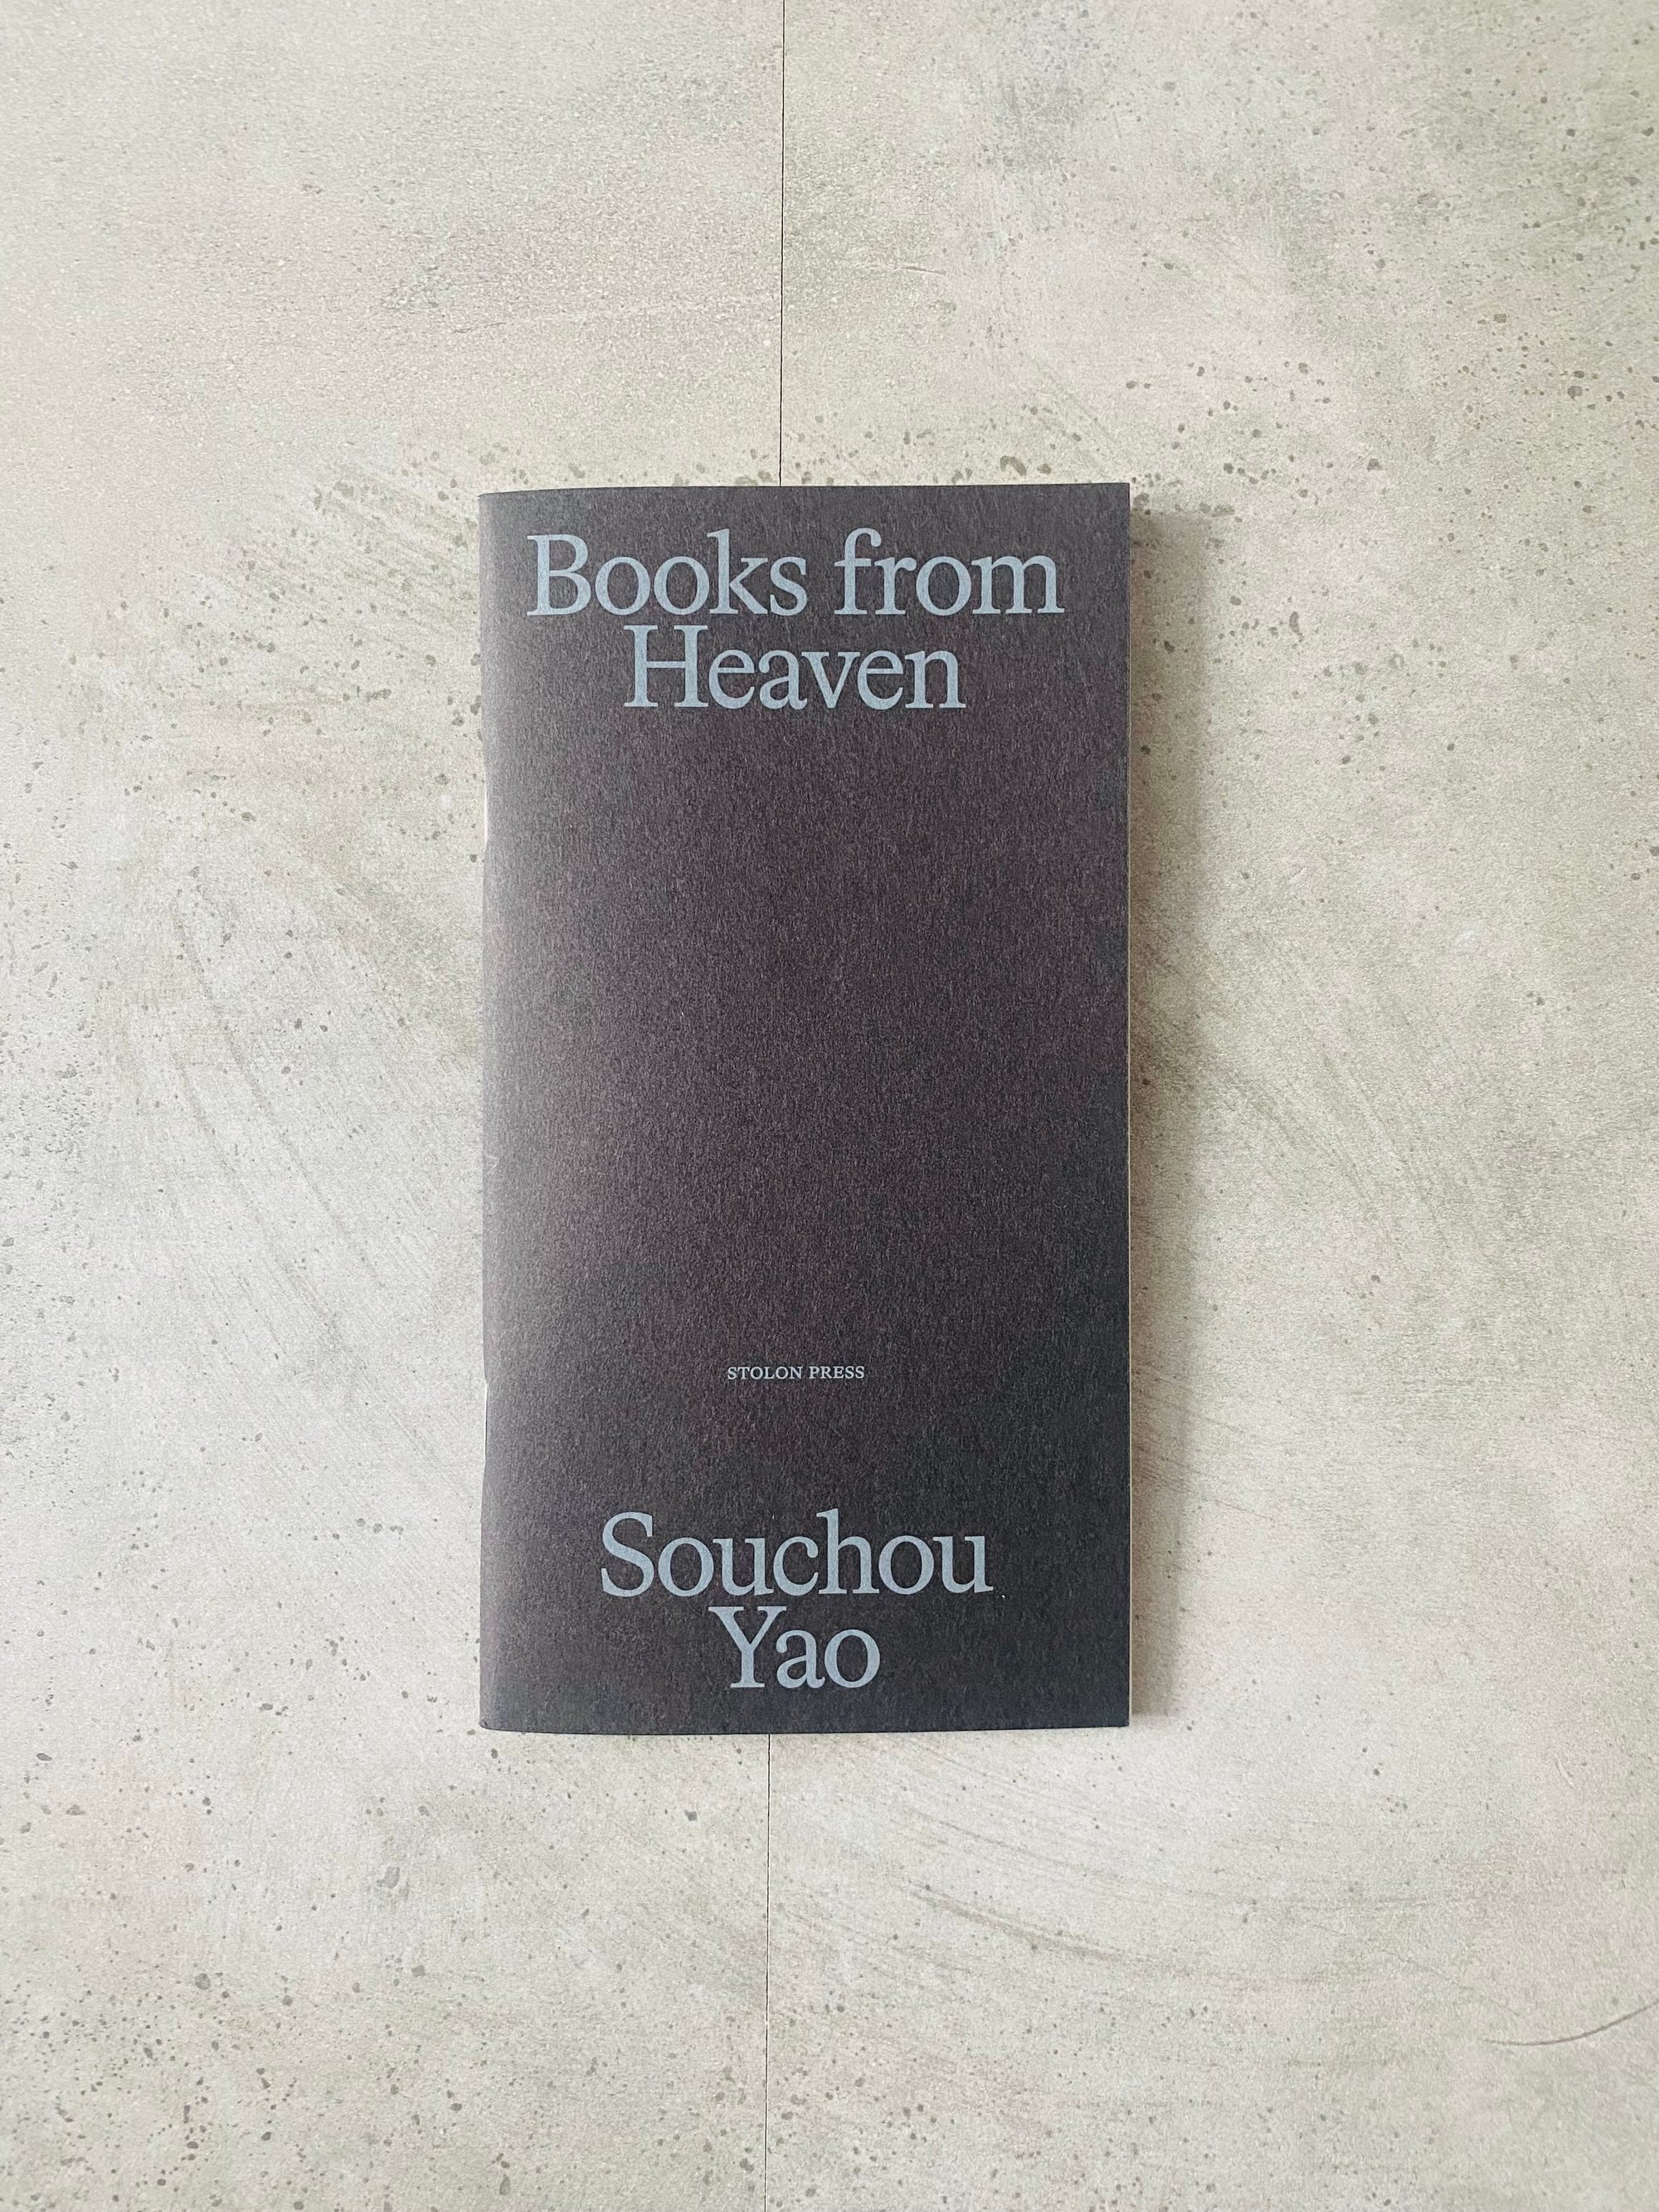 Books from
Heaven
STOLON PRESS
Souchou
Yao